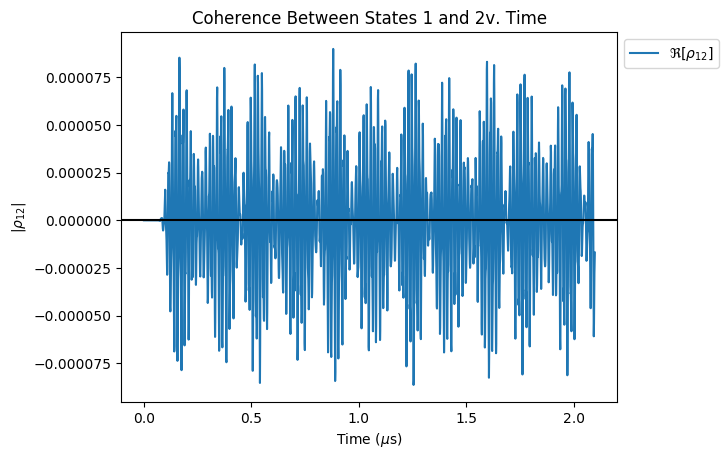 Coherence Between States 1 and 2v. Time
ℜ[ρ12]
|ρ12|
0.000075
0.000050
0.000025
0.000000
−0.000025
−0.000050
−0.000075
0.0 0.5 1.0 1.5 2.0
Time (μs)